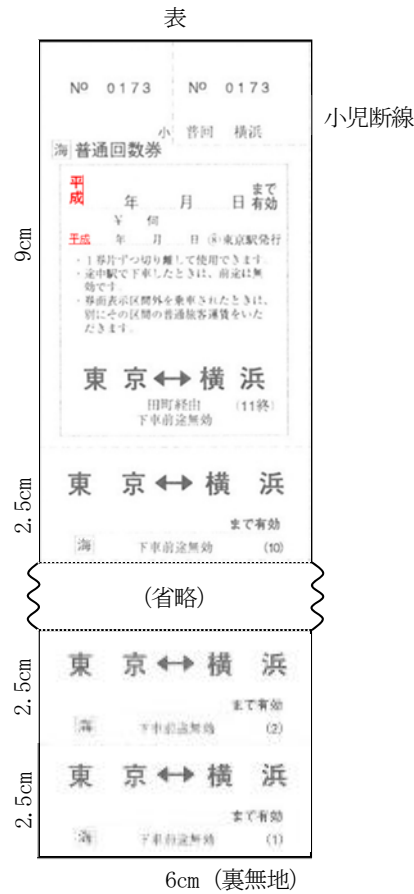 表
Nº 0173 Nº 0173
小児断線
小 普回 横浜
海 普通回数券
平成 年 月 日 まで有効
¥ 例
平成 年 月 日 東京駅発行
・1券片ずつ切り離して使用できます。
・途中駅で下車したときは、前途は無
効です。
・券面表示区間外を乗車されたときは、
別にその区間の普通旅客運賃をいた
だきます。
東京↔横浜
田町経由 (11終)
下車前途無効
9cm
東京↔横浜
まで有効
海 下車前途無効 (10)
2.5cm
(省略)
東京↔横浜
まで有効
海 下車前途無効 (2)
2.5cm
東京↔横浜
まで有効
海 下車前途無効 (1)
2.5cm
6cm (裏無地)